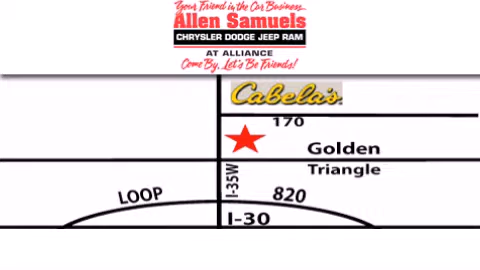 Your Friend in the Car Business
Allen Samuels
CHRYSLER DODGE JEEP RAM
AT ALLIANCE
Come By, Let's Be Friends!
Cabela's
170
Golden
Triangle
I-35W
LOOP 820
I-30